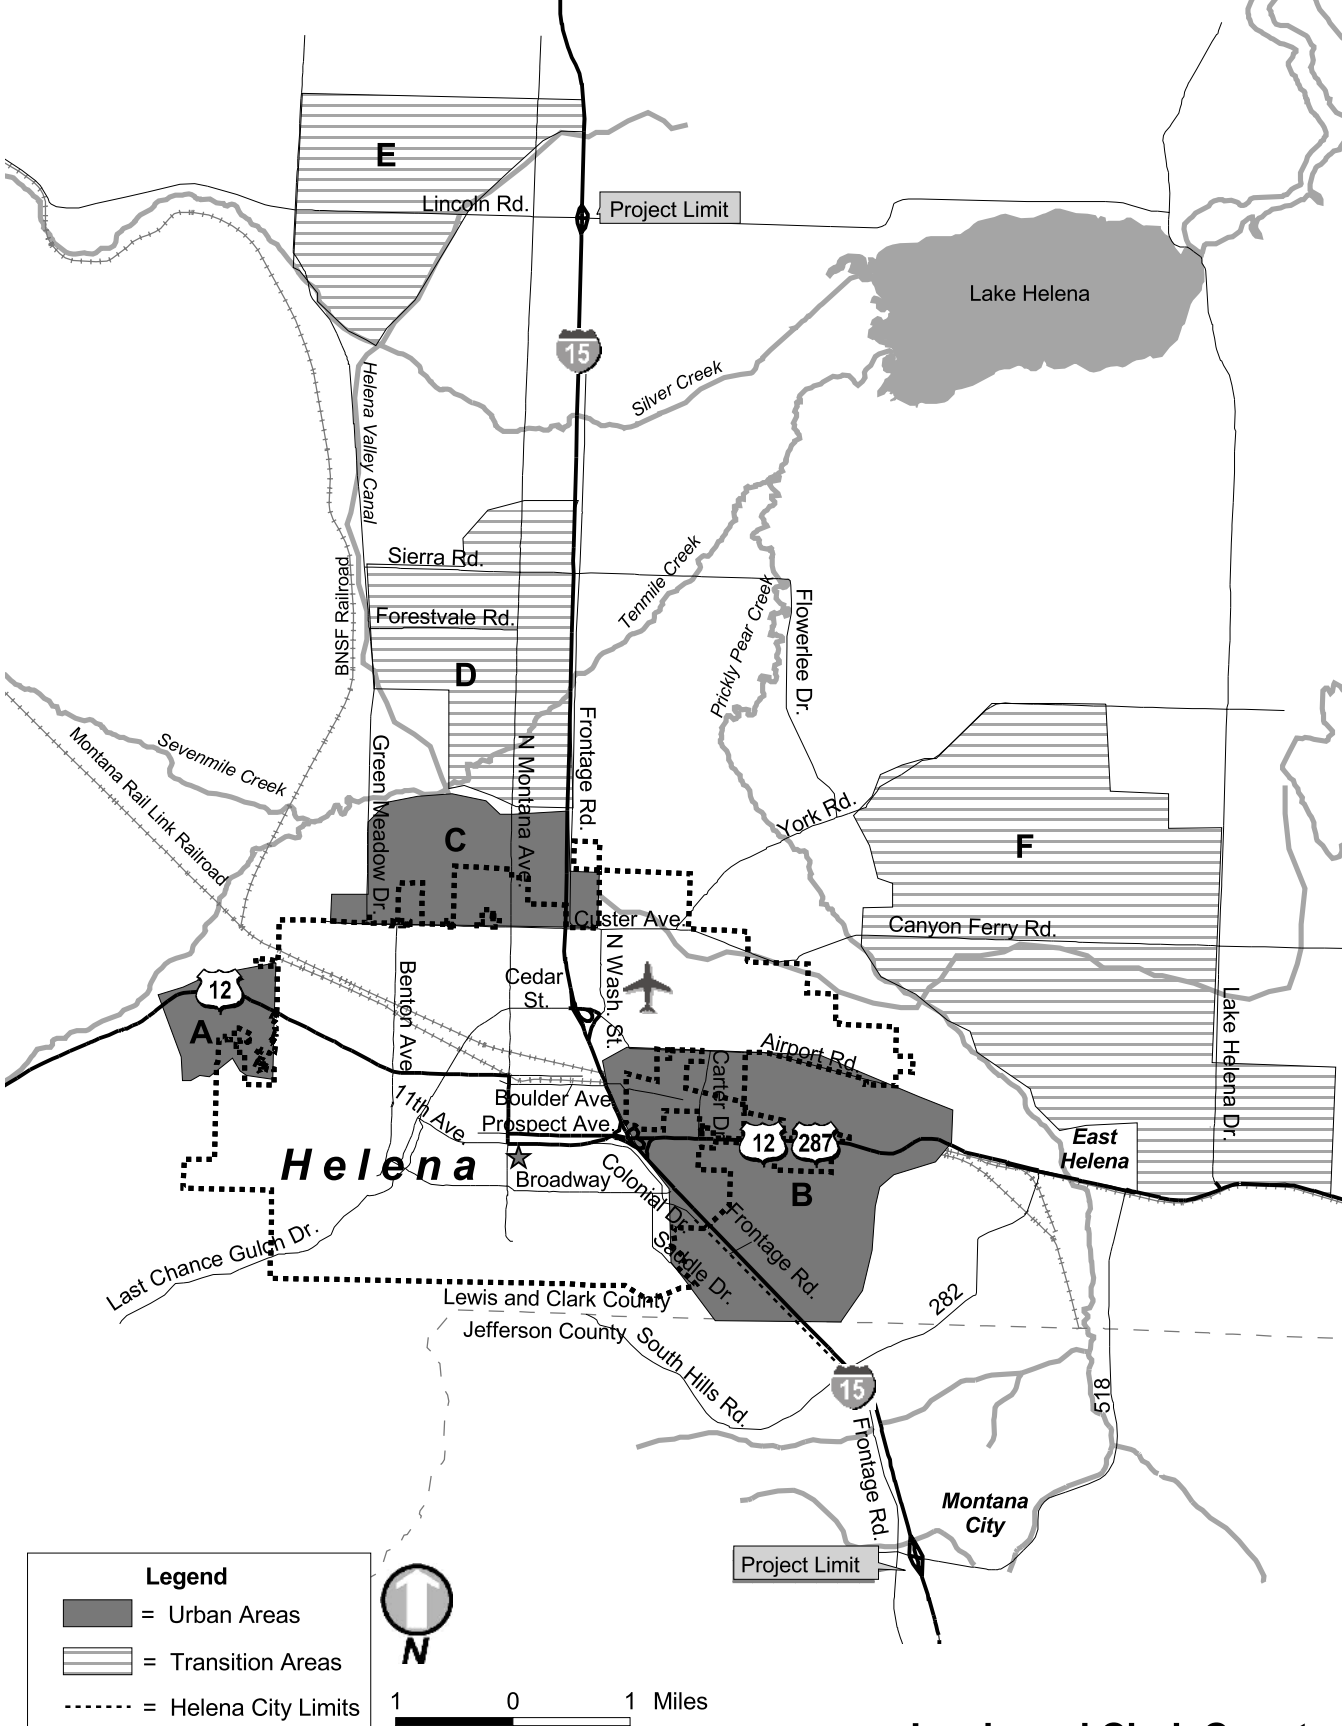 E
Lincoln Rd.
Project Limit
Lake Helena
15
Silver Creek
Helena Valley Canal
Sierra Rd.
Tenmile Creek
BNSF Railroad
Forestvale Rd.
Prickly Pear Creek
Flowerlee Dr.
D
Sevenmile Creek
Montana Rail Link Railroad
Green Meadow Dr.
N Montana Ave.
Frontage Rd.
York Rd.
C
F
Custer Ave.
Canyon Ferry Rd.
12
A
Benton Ave.
Cedar
St.
N Wash. St.
Lake Helena Dr.
Airport Rd.
Carter Dr.
Boulder Ave.
11th Ave.
Prospect Ave.
12
287
East
Helena
Helena
Broadway
B
Colonial Dr.
Frontage Rd.
Saddle Dr.
Last Chance Gulch Dr.
Lewis and Clark County
Jefferson County
282
South Hills Rd.
15
518
Frontage Rd.
Montana
City
Project Limit
Legend
= Urban Areas
= Transition Areas
= Helena City Limits
N
1 0 1 Miles